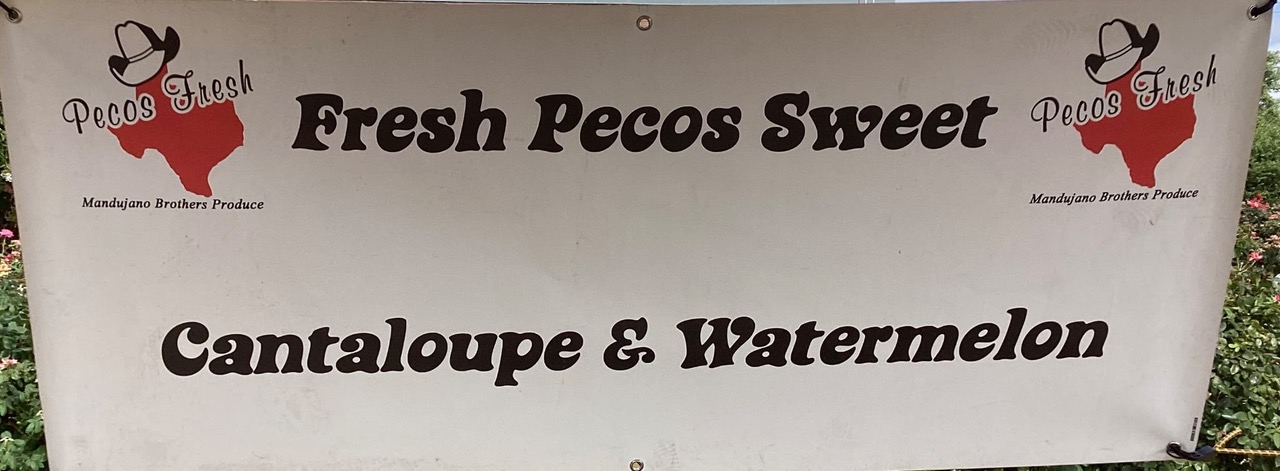 Pecos Fresh
Mandujano Brothers Produce
Fresh Pecos Sweet
Pecos Fresh
Mandujano Brothers Produce
Cantaloupe & Watermelon